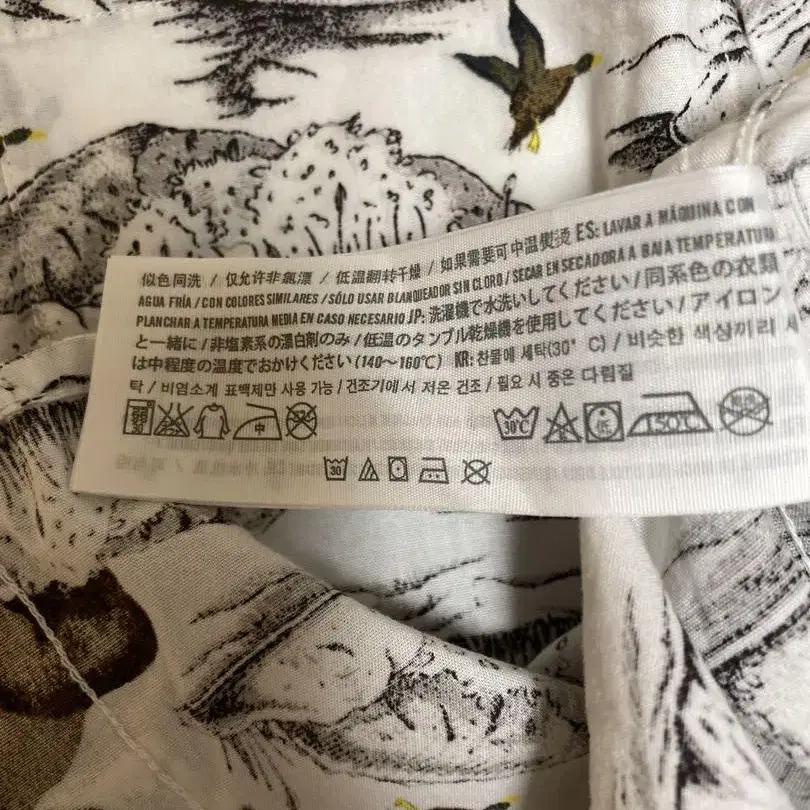 似色同洗 / 仅允许非氯漂 / 低温翻转干燥 / 如果需要可中温熨烫 ES: LAVAR A MÁQUINA CON
AGUA FRÍA / CON COLORES SIMILARES / SÓLO USAR BLANQUEADOR SIN CLORO / SECAR EN SECADORA A BAJA TEMPERATURA
PLANCHAR A TEMPERATURA MEDIA EN CASO NECESARIO JP: 洗濯機で水洗いしてください / 同系色の衣類
と一緒に / 非塩素系の漂白剤のみ / 低温のタンブル乾燥機を使用してください / アイロン
は中程度の温度でおかけください (140～160℃) KR: 찬물에 세탁(30° C) / 비슷한 색상끼리 세
탁 / 비염소계 표백제만 사용 가능 / 건조기에서 저온 건조 / 필요 시 중온 다림질
弱 中 30℃ 低 150℃
30